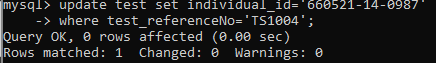 mysql> update test set individual_id='660521-14-0987'
    -> where test_referenceNo='TS1004';
Query OK, 0 rows affected (0.00 sec)
Rows matched: 1  Changed: 0  Warnings: 0